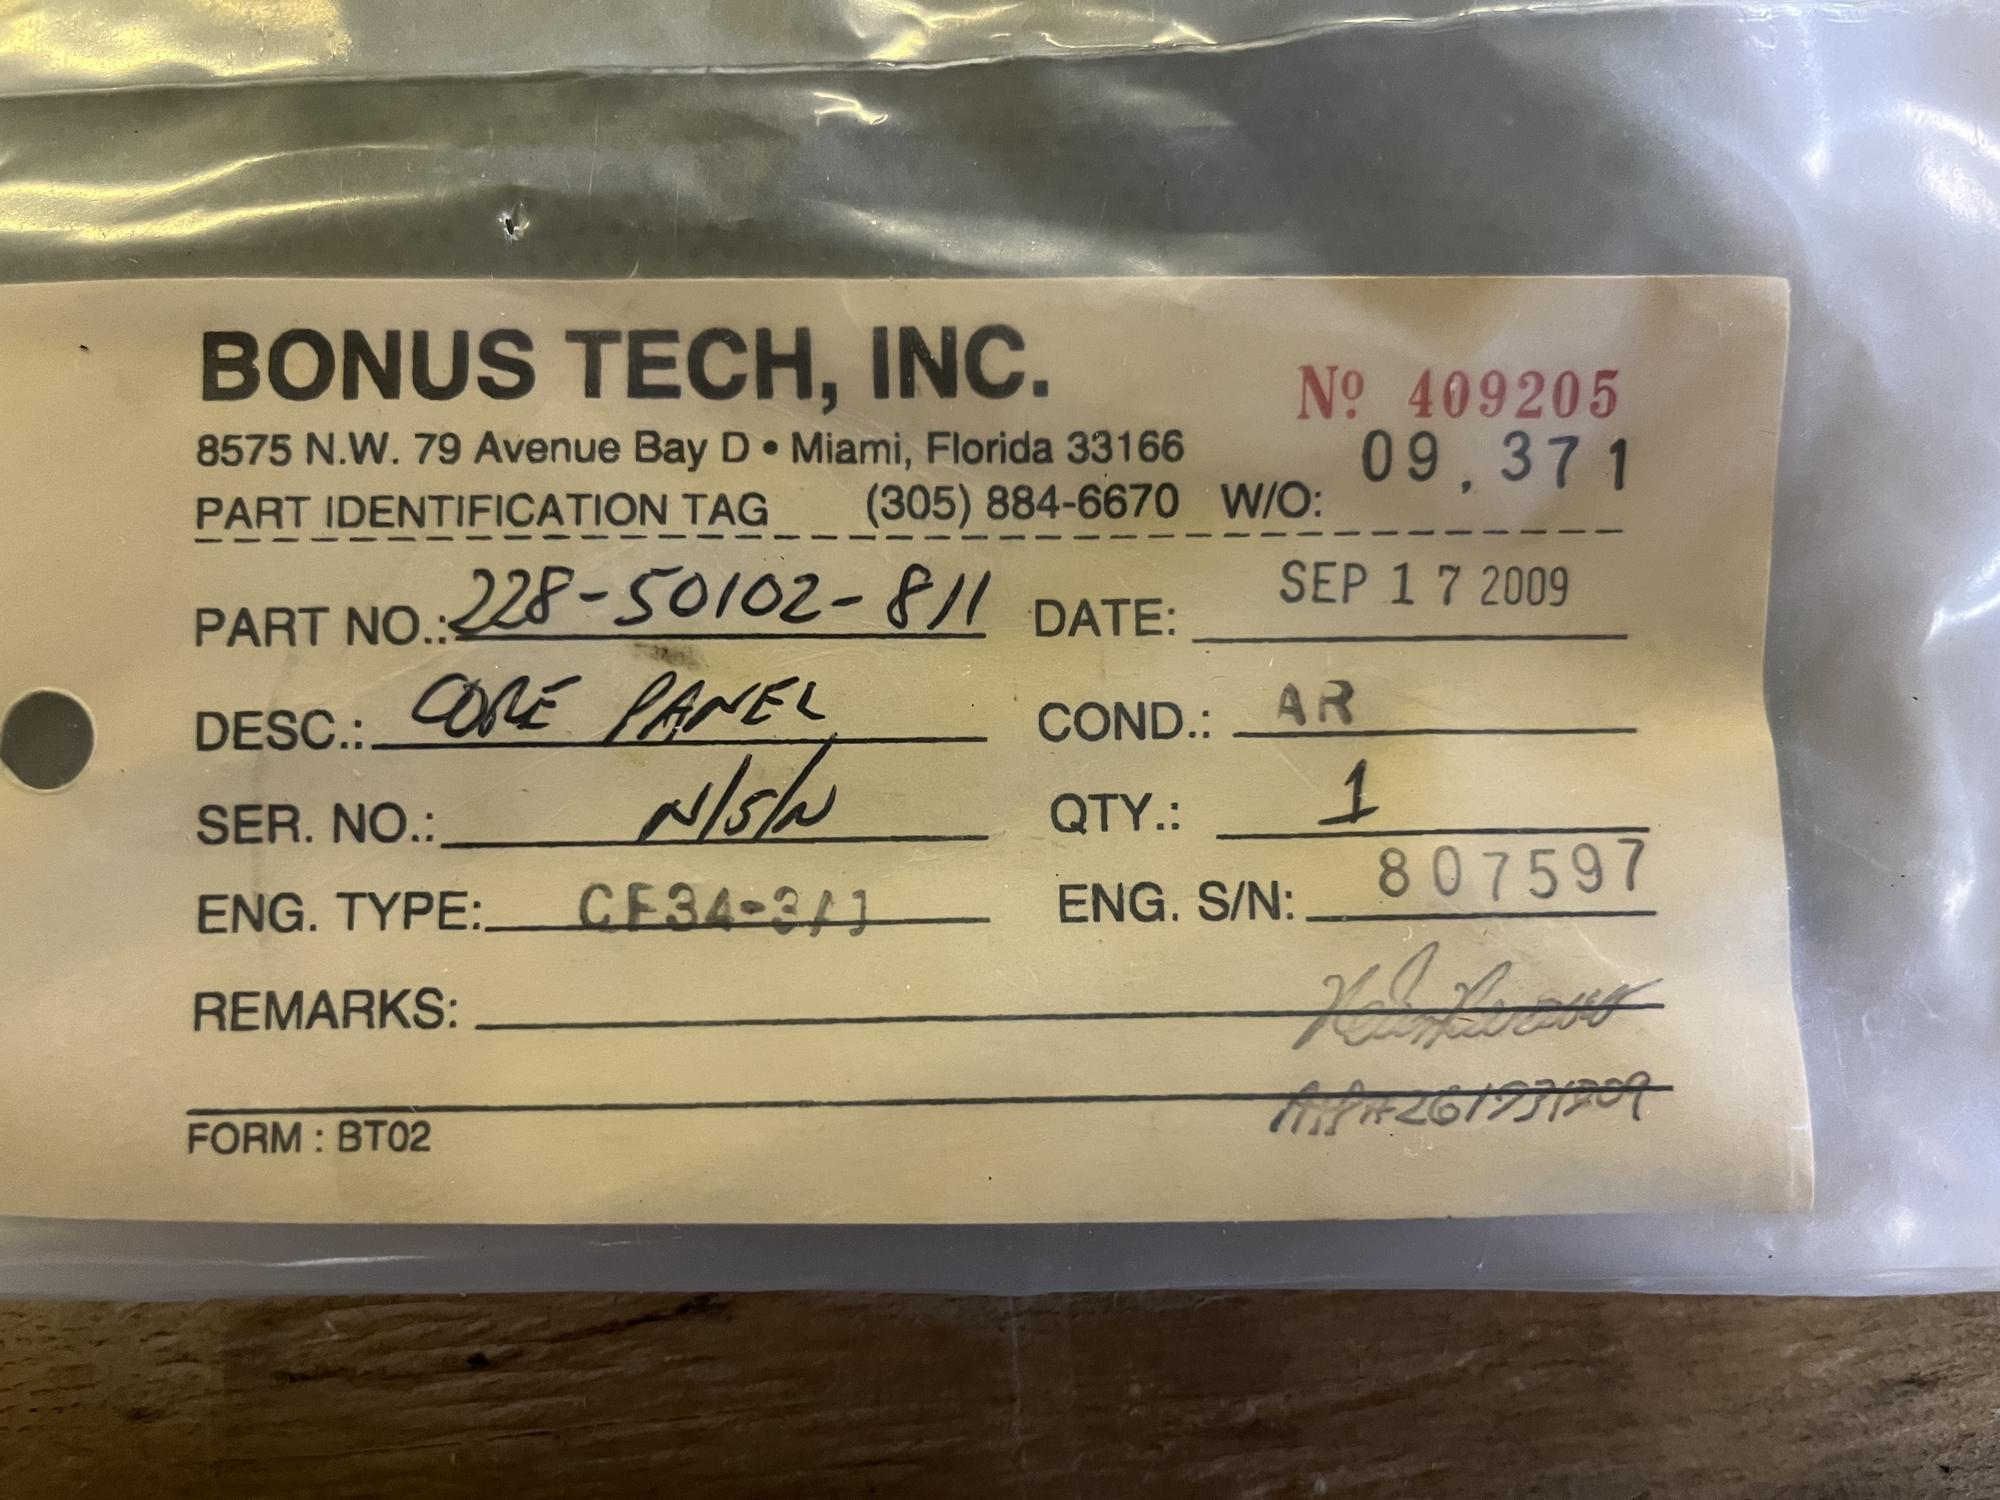 BONUS TECH, INC.
Nº 409205
8575 N.W. 79 Avenue Bay D • Miami, Florida 33166
PART IDENTIFICATION TAG (305) 884-6670 W/O: 09,371
PART NO.: 228-50102-811 DATE: SEP 17 2009
DESC.: CORE PANEL COND.: AR
SER. NO.: N/S/N QTY.: 1
ENG. TYPE: CF34-3A1 ENG. S/N: 807597
REMARKS:
FORM : BT02